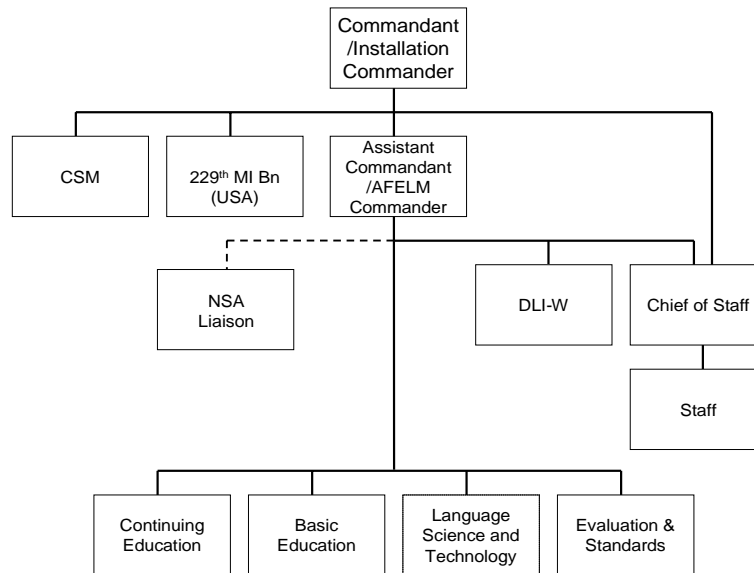 Commandant
/Installation
Commander
CSM
229th MI Bn
(USA)
Assistant
Commandant
/AFELM
Commander
NSA
Liaison
DLI-W
Chief of Staff
Staff
Continuing
Education
Basic
Education
Language
Science and
Technology
Evaluation &
Standards